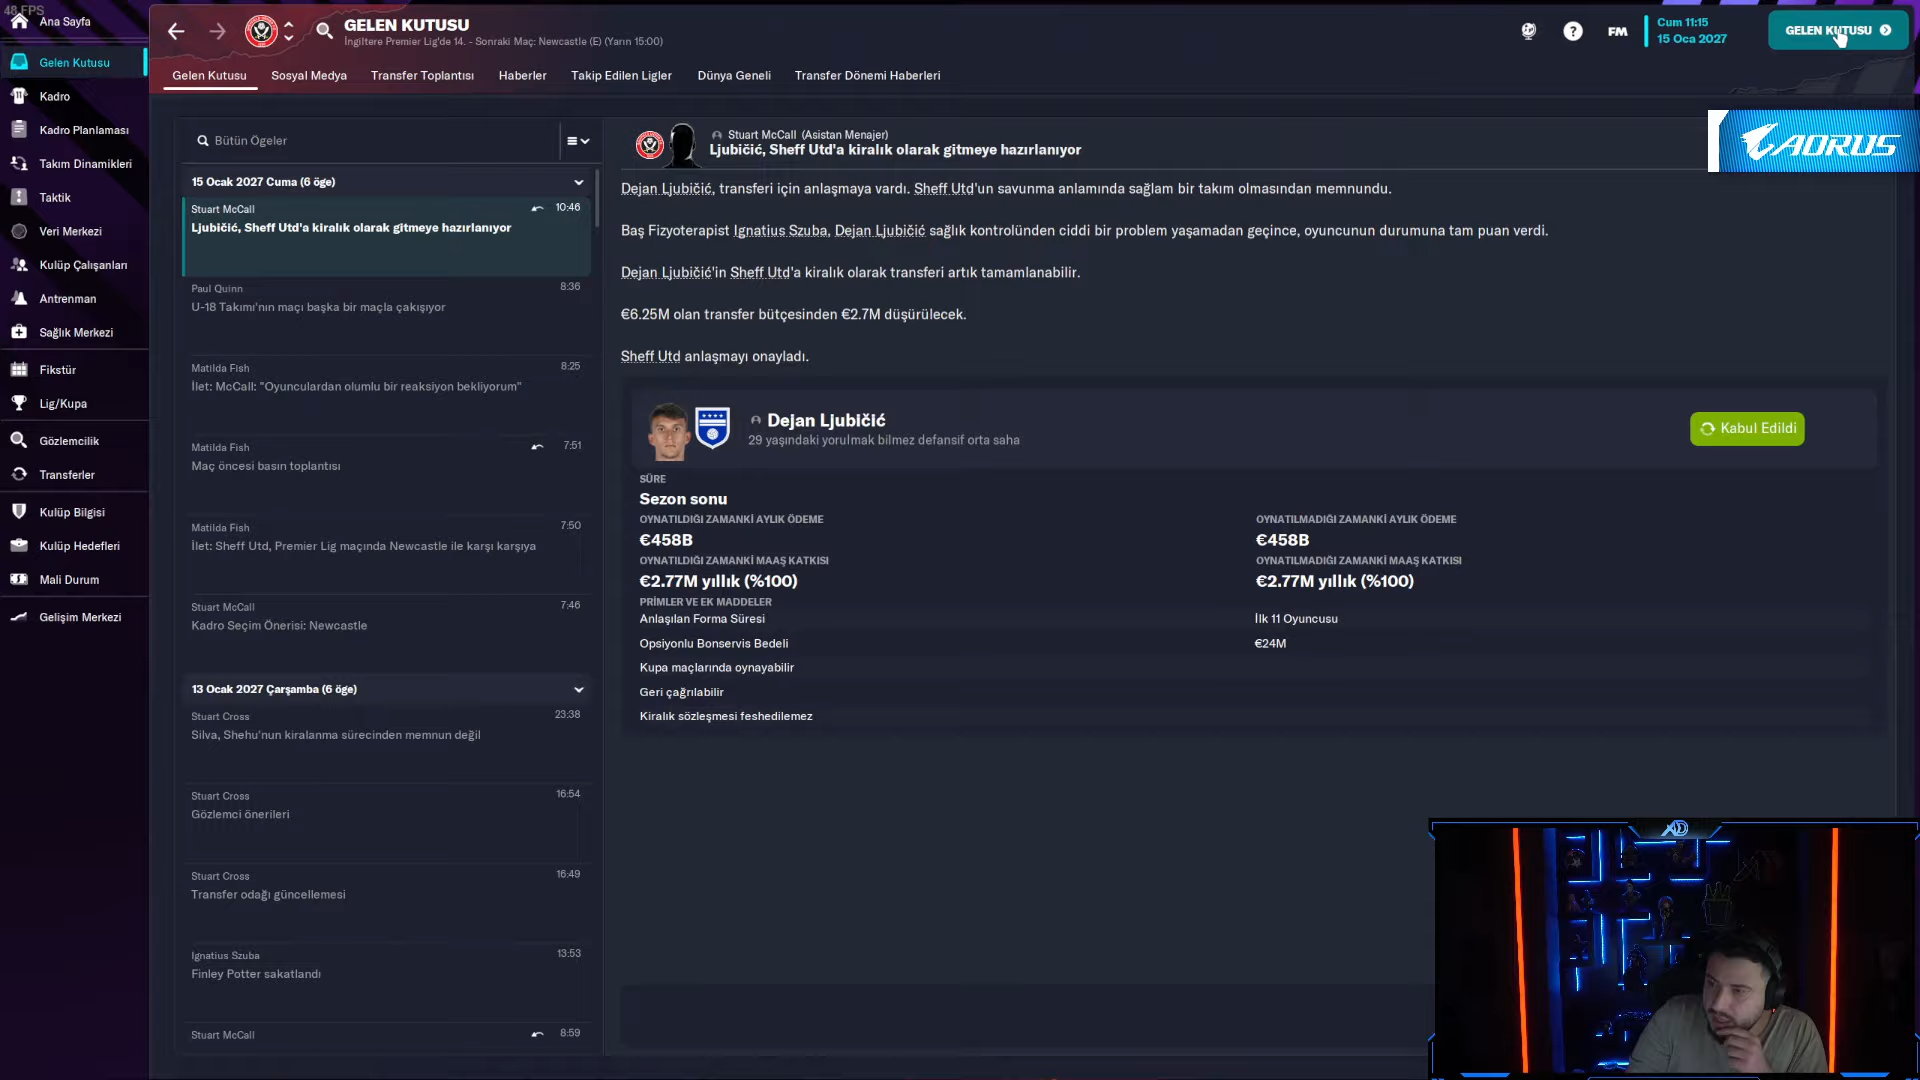 48 FPS
Ana Sayfa
Gelen Kutusu
Kadro
Kadro Planlaması
Takım Dinamikleri
Taktik
Veri Merkezi
Kulüp Çalışanları
Antrenman
Sağlık Merkezi
Fikstür
Lig/Kupa
Gözlemcilik
Transferler
Kulüp Bilgisi
Kulüp Hedefleri
Mali Durum
Gelişim Merkezi
GELEN KUTUSU
İngiltere Premier Lig'de 14. - Sonraki Maç: Newcastle (E) (Yarın 15:00)
FM
Cum 11:15
15 Oca 2027
GELEN KUTUSU
Gelen Kutusu
Sosyal Medya
Transfer Toplantısı
Haberler
Takip Edilen Ligler
Dünya Geneli
Transfer Dönemi Haberleri
AORUS
Bütün Ögeler
15 Ocak 2027 Cuma (6 öge)
Stuart McCall 10:46
Ljubičić, Sheff Utd'a kiralık olarak gitmeye hazırlanıyor
Paul Quinn 8:36
U-18 Takımı'nın maçı başka bir maçla çakışıyor
Matilda Fish 8:25
İlet: McCall: "Oyunculardan olumlu bir reaksiyon bekliyorum"
Matilda Fish 7:51
Maç öncesi basın toplantısı
Matilda Fish 7:50
İlet: Sheff Utd, Premier Lig maçında Newcastle ile karşı karşıya
Stuart McCall 7:46
Kadro Seçim Önerisi: Newcastle
13 Ocak 2027 Çarşamba (6 öge)
Stuart Cross 23:38
Silva, Shehu'nun kiralanma sürecinden memnun değil
Stuart Cross 16:54
Gözlemci önerileri
Stuart Cross 16:49
Transfer odağı güncellemesi
Ignatius Szuba 13:53
Finley Potter sakatlandı
Stuart McCall 8:59
Stuart McCall (Asistan Menajer)
Ljubičić, Sheff Utd'a kiralık olarak gitmeye hazırlanıyor
Dejan Ljubičić, transferi için anlaşmaya vardı. Sheff Utd'un savunma anlamında sağlam bir takım olmasından memnundu.
Baş Fizyoterapist Ignatius Szuba, Dejan Ljubičić sağlık kontrolünden ciddi bir problem yaşamadan geçince, oyuncunun durumuna tam puan verdi.
Dejan Ljubičić'in Sheff Utd'a kiralık olarak transferi artık tamamlanabilir.
€6.25M olan transfer bütçesinden €2.7M düşürülecek.
Sheff Utd anlaşmayı onayladı.
Dejan Ljubičić
29 yaşındaki yorulmak bilmez defansif orta saha
Kabul Edildi
SÜRE
Sezon sonu
OYNATILDIĞI ZAMANKİ AYLIK ÖDEME OYNATILMADIĞI ZAMANKİ AYLIK ÖDEME
€458B €458B
OYNATILDIĞI ZAMANKİ MAAŞ KATKISI OYNATILMADIĞI ZAMANKİ MAAŞ KATKISI
€2.77M yıllık (%100) €2.77M yıllık (%100)
PRİMLER VE EK MADDELER
Anlaşılan Forma Süresi İlk 11 Oyuncusu
Opsiyonlu Bonservis Bedeli €24M
Kupa maçlarında oynayabilir
Geri çağrılabilir
Kiralık sözleşmesi feshedilemez